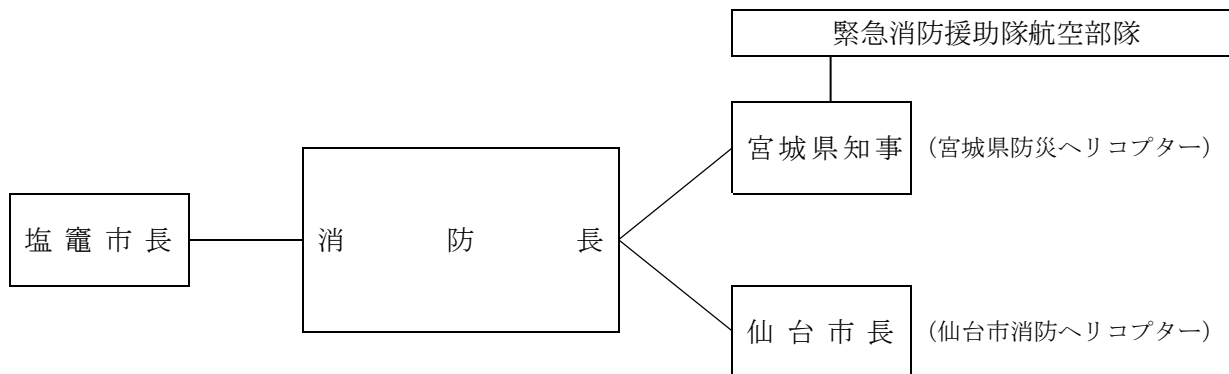 緊急消防援助隊航空部隊
宮城県知事 （宮城県防災ヘリコプター）
塩竈市長
消防長
仙台市長 （仙台市消防ヘリコプター）